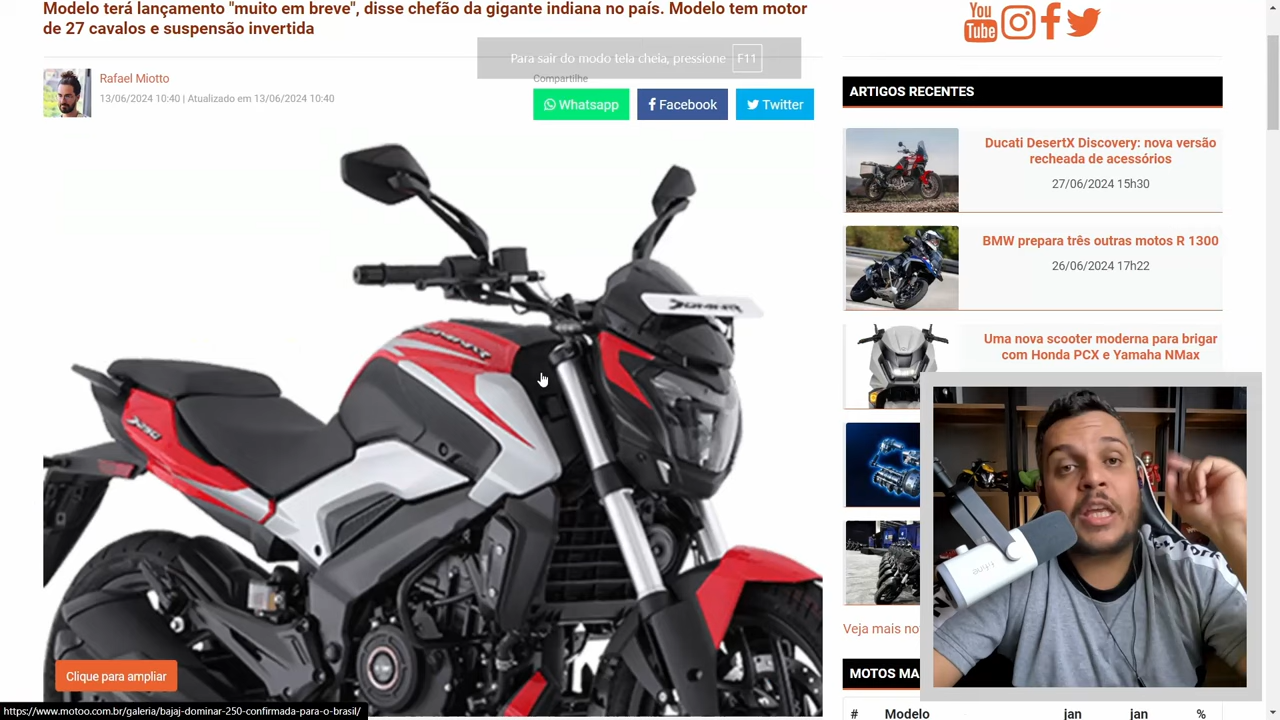 Modelo terá lançamento "muito em breve", disse chefão da gigante indiana no país. Modelo tem motor
de 27 cavalos e suspensão invertida
Para sair do modo tela cheia, pressione F11
Rafael Miotto
13/06/2024 10:40 | Atualizado em 13/06/2024 10:40
Compartilhe
Whatsapp
Facebook
Twitter
You
Tube
ARTIGOS RECENTES
Ducati DesertX Discovery: nova versão
recheada de acessórios
27/06/2024 15h30
BMW prepara três outras motos R 1300
26/06/2024 17h22
Uma nova scooter moderna para brigar
com Honda PCX e Yamaha NMax
Veja mais no
MOTOS MA
# Modelo jan jan %
Clique para ampliar
https://www.motoo.com.br/galeria/bajaj-dominar-250-confirmada-para-o-brasil/